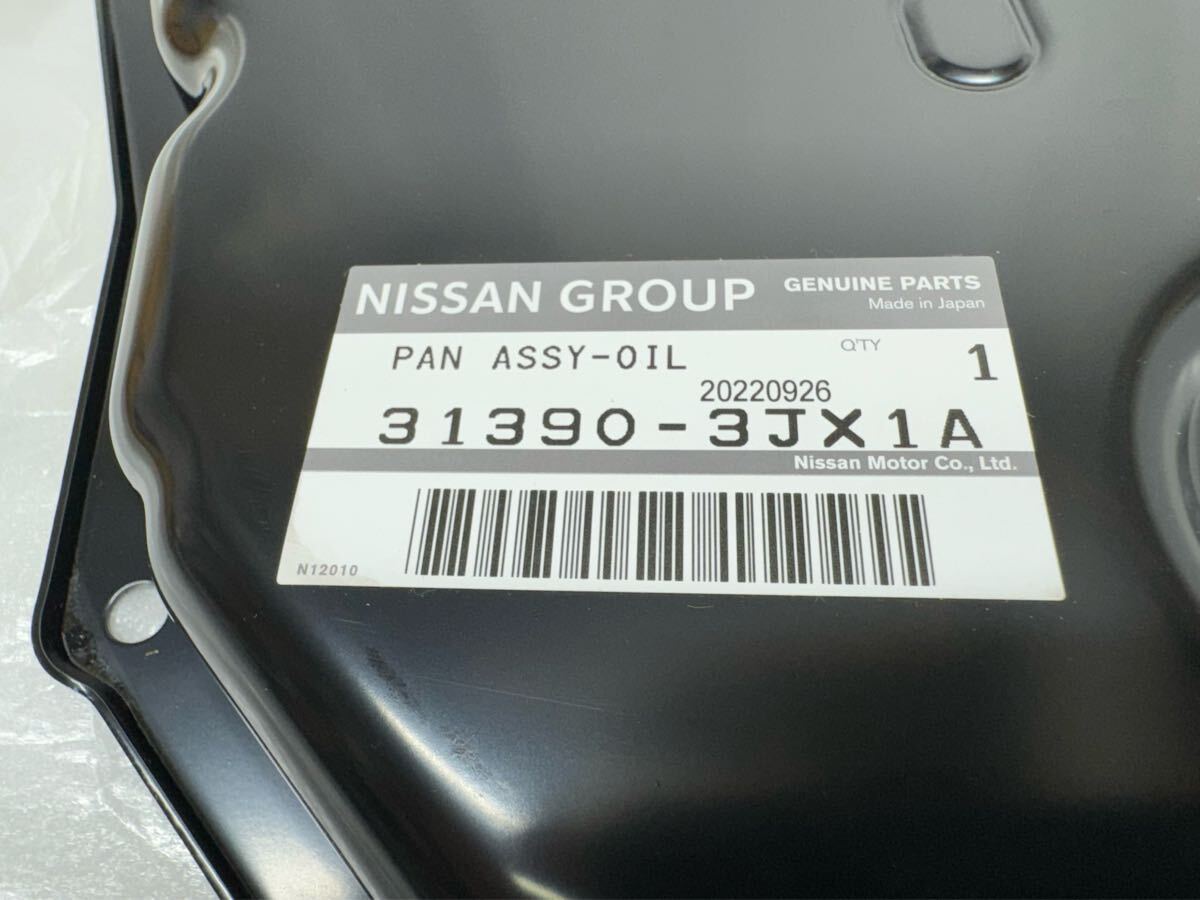 NISSAN GROUP GENUINE PARTS
Made in Japan
PAN ASSY-OIL Q'TY 1
20220926
31390-3JX1A
Nissan Motor Co., Ltd.
N12010